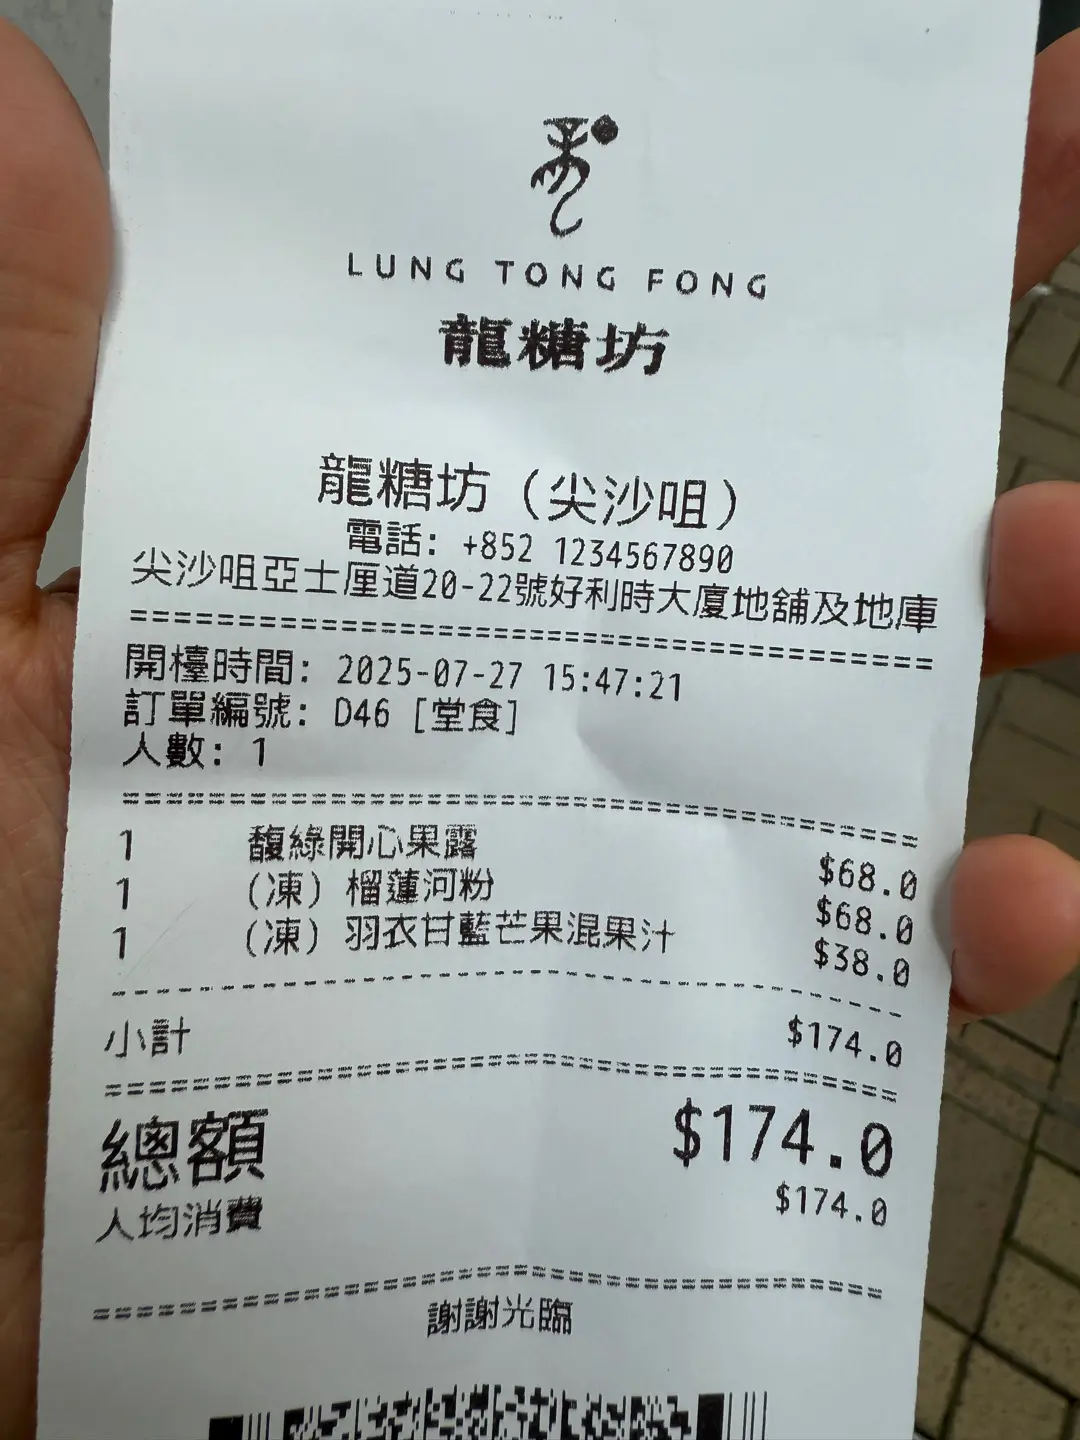 LUNG TONG FONG
龍糖坊
龍糖坊（尖沙咀）
電話: +852 1234567890
尖沙咀亞士厘道20-22號好利時大廈地舖及地庫
======================================
開檯時間: 2025-07-27 15:47:21
訂單編號: D46 [堂食]
人數: 1
======================================
1 馥綠開心果露 $68.0
1 （凍）榴蓮河粉 $68.0
1 （凍）羽衣甘藍芒果混果汁 $38.0
--------------------------------------
小計 $174.0
======================================
總額 $174.0
人均消費 $174.0
======================================
謝謝光臨